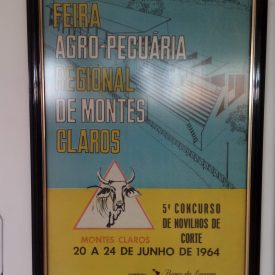 FEIRA
AGRO-PECUÁRIA
REGIONAL
DE MONTES
CLAROS
5º CONCURSO
DE NOVILHOS DE
CORTE
MONTES CLAROS
20 A 24 DE JUNHO DE 1964